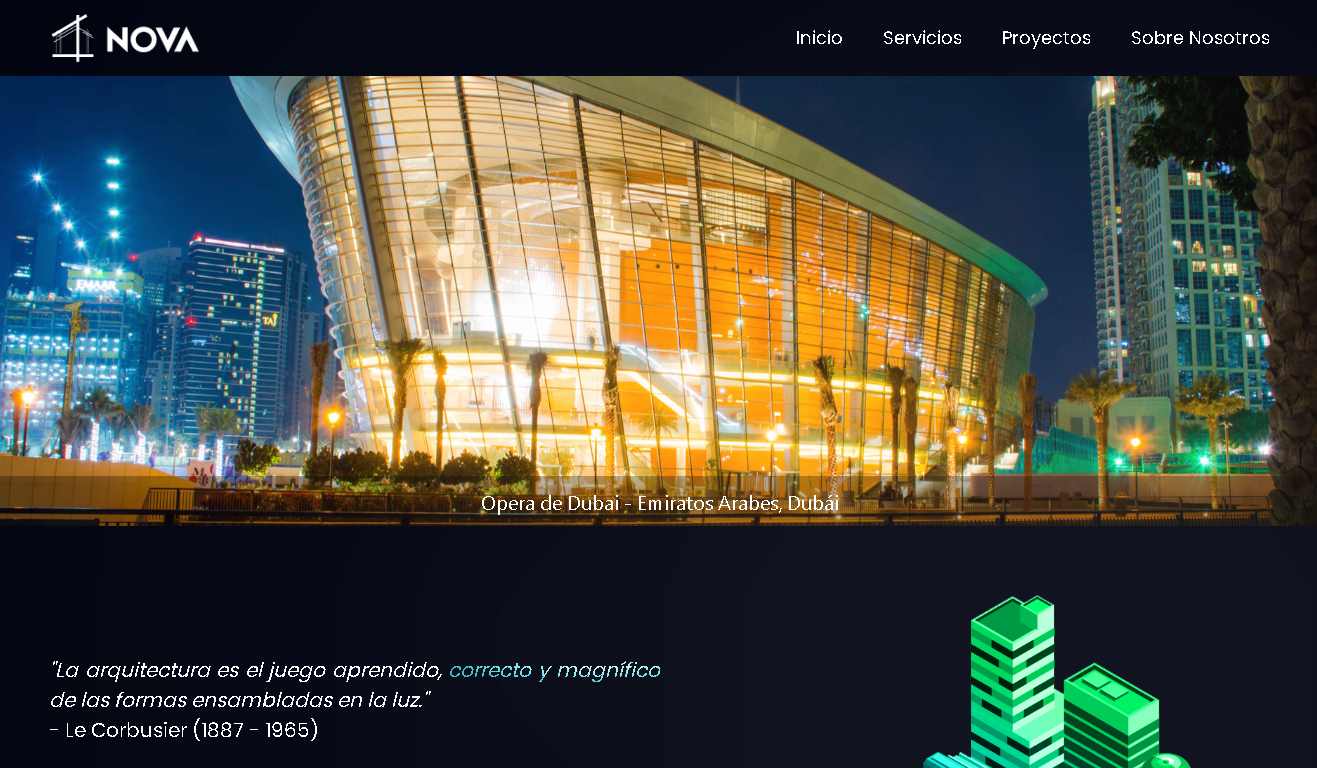 NOVA
Inicio Servicios Proyectos Sobre Nosotros
EMAAR
TAJ
Opera de Dubai - Emiratos Arabes, Dubái
"La arquitectura es el juego aprendido, correcto y magnífico
de las formas ensambladas en la luz."
- Le Corbusier (1887 - 1965)